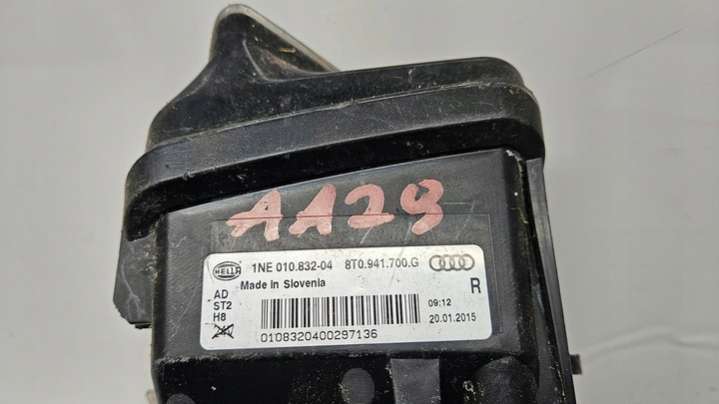 AA29
HELLA
1NE 010.832-04 8T0.941.700.G
Made in Slovenia
R
AD
ST2
H8
09:12
20.01.2015
0108320400297136